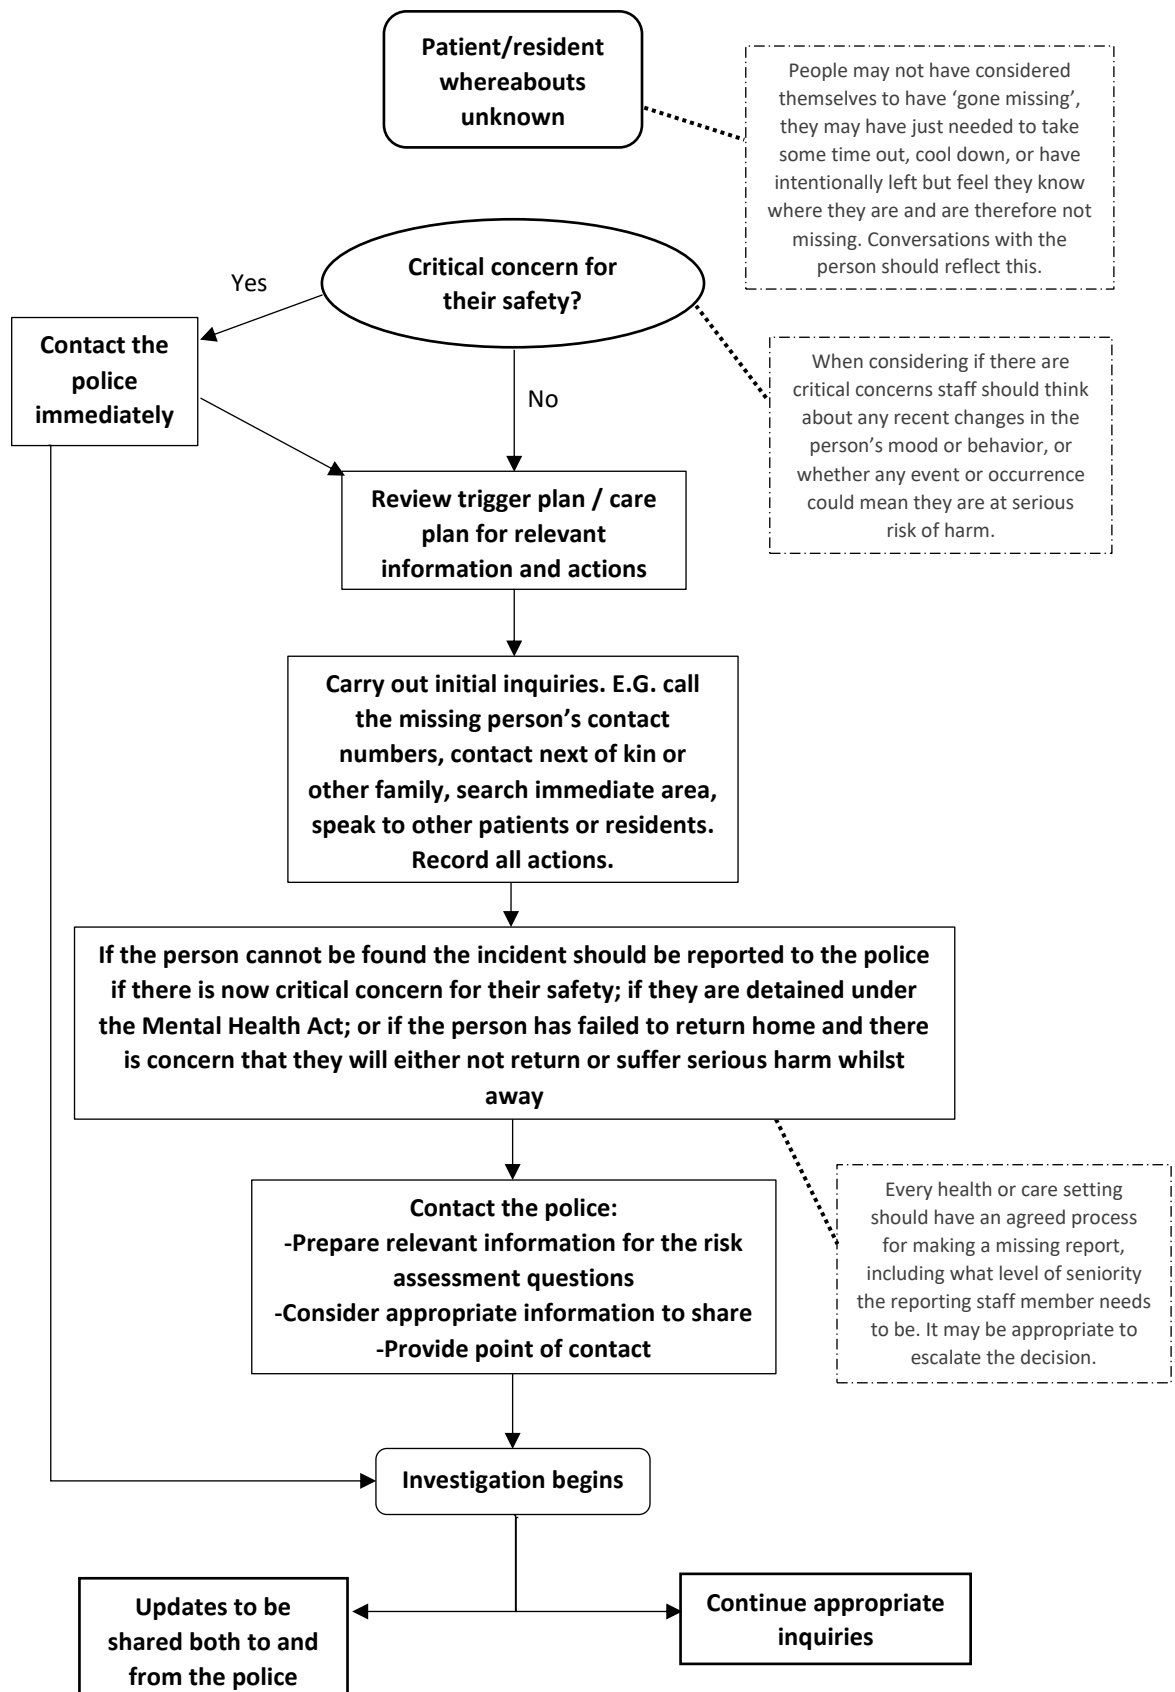 Patient/resident
whereabouts
unknown
People may not have considered
themselves to have ‘gone missing’,
they may have just needed to take
some time out, cool down, or have
intentionally left but feel they know
where they are and are therefore not
missing. Conversations with the
person should reflect this.
Critical concern for
their safety?
Yes
Contact the
police
immediately
No
When considering if there are
critical concerns staff should think
about any recent changes in the
person’s mood or behavior, or
whether any event or occurrence
could mean they are at serious
risk of harm.
Review trigger plan / care
plan for relevant
information and actions
Carry out initial inquiries. E.G. call
the missing person’s contact
numbers, contact next of kin or
other family, search immediate area,
speak to other patients or residents.
Record all actions.
If the person cannot be found the incident should be reported to the police
if there is now critical concern for their safety; if they are detained under
the Mental Health Act; or if the person has failed to return home and there
is concern that they will either not return or suffer serious harm whilst
away
Every health or care setting
should have an agreed process
for making a missing report,
including what level of seniority
the reporting staff member needs
to be. It may be appropriate to
escalate the decision.
Contact the police:
-Prepare relevant information for the risk
assessment questions
-Consider appropriate information to share
-Provide point of contact
Investigation begins
Updates to be
shared both to and
from the police
Continue appropriate
inquiries